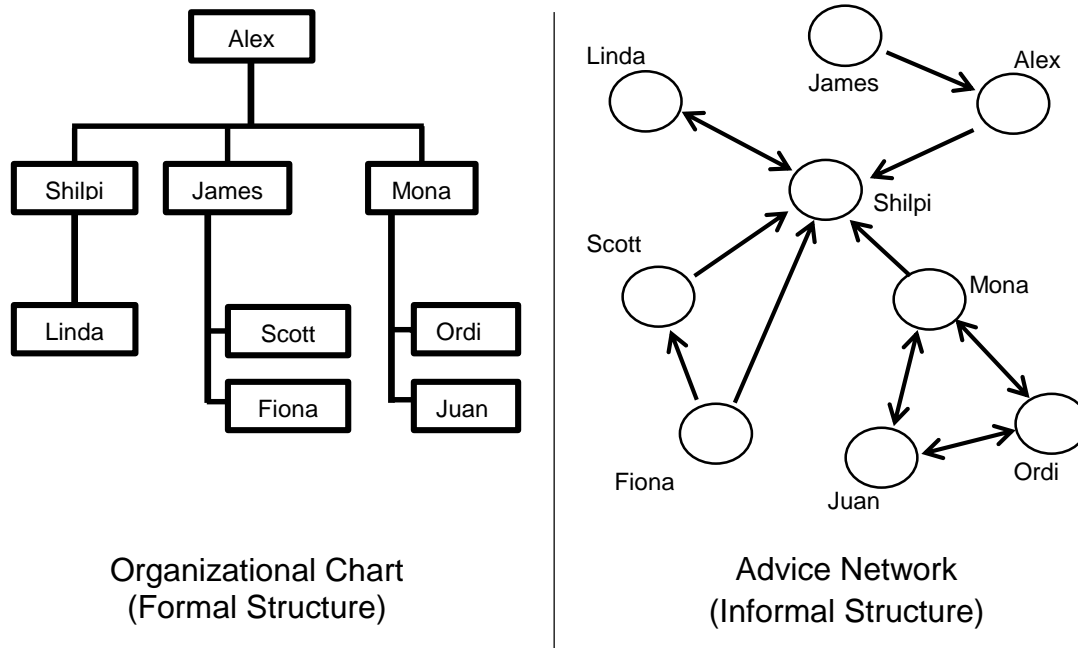 Alex
Shilpi
James
Mona
Linda
Scott
Ordi
Fiona
Juan
Organizational Chart
(Formal Structure)
Linda
James
Alex
Shilpi
Scott
Mona
Fiona
Juan
Ordi
Advice Network
(Informal Structure)